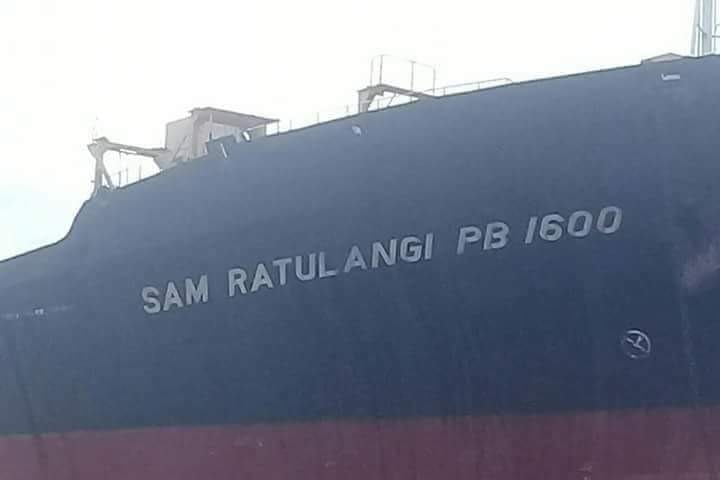 SAM RATULANGI PB 1600